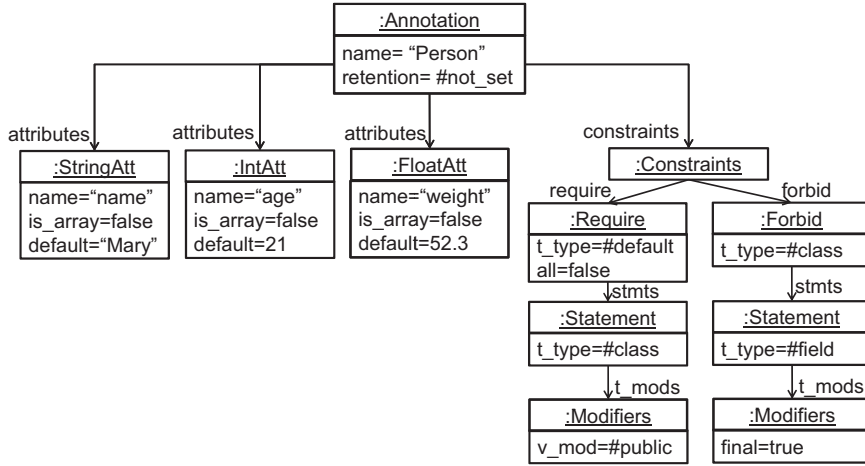 :Annotation
name= “Person”
retention= #not_set
attributes
attributes
attributes
constraints
:StringAtt
name=“name”
is_array=false
default=“Mary”
:IntAtt
name=“age”
is_array=false
default=21
:FloatAtt
name=“weight”
is_array=false
default=52.3
:Constraints
require
forbid
:Require
t_type=#default
all=false
:Forbid
t_type=#class
stmts
stmts
:Statement
t_type=#class
:Statement
t_type=#field
t_mods
t_mods
:Modifiers
v_mod=#public
:Modifiers
final=true